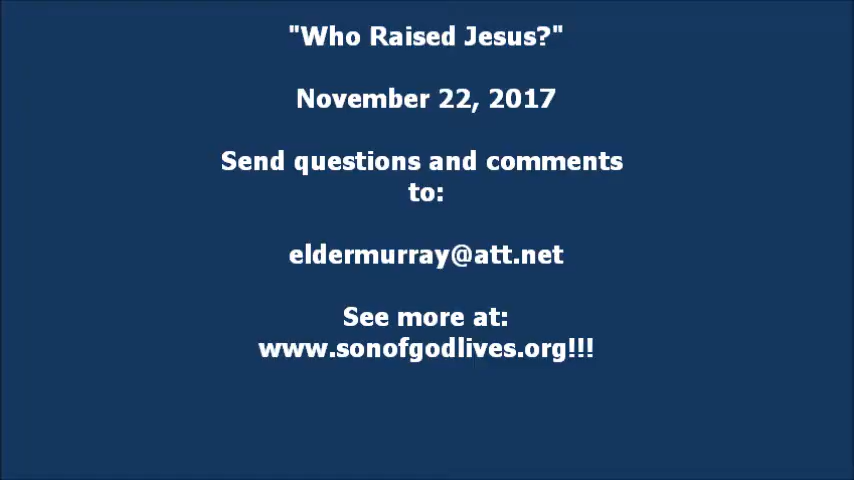 "Who Raised Jesus?"
November 22, 2017
Send questions and comments
to:
eldermurray@att.net
See more at:
www.sonofgodlives.org!!!